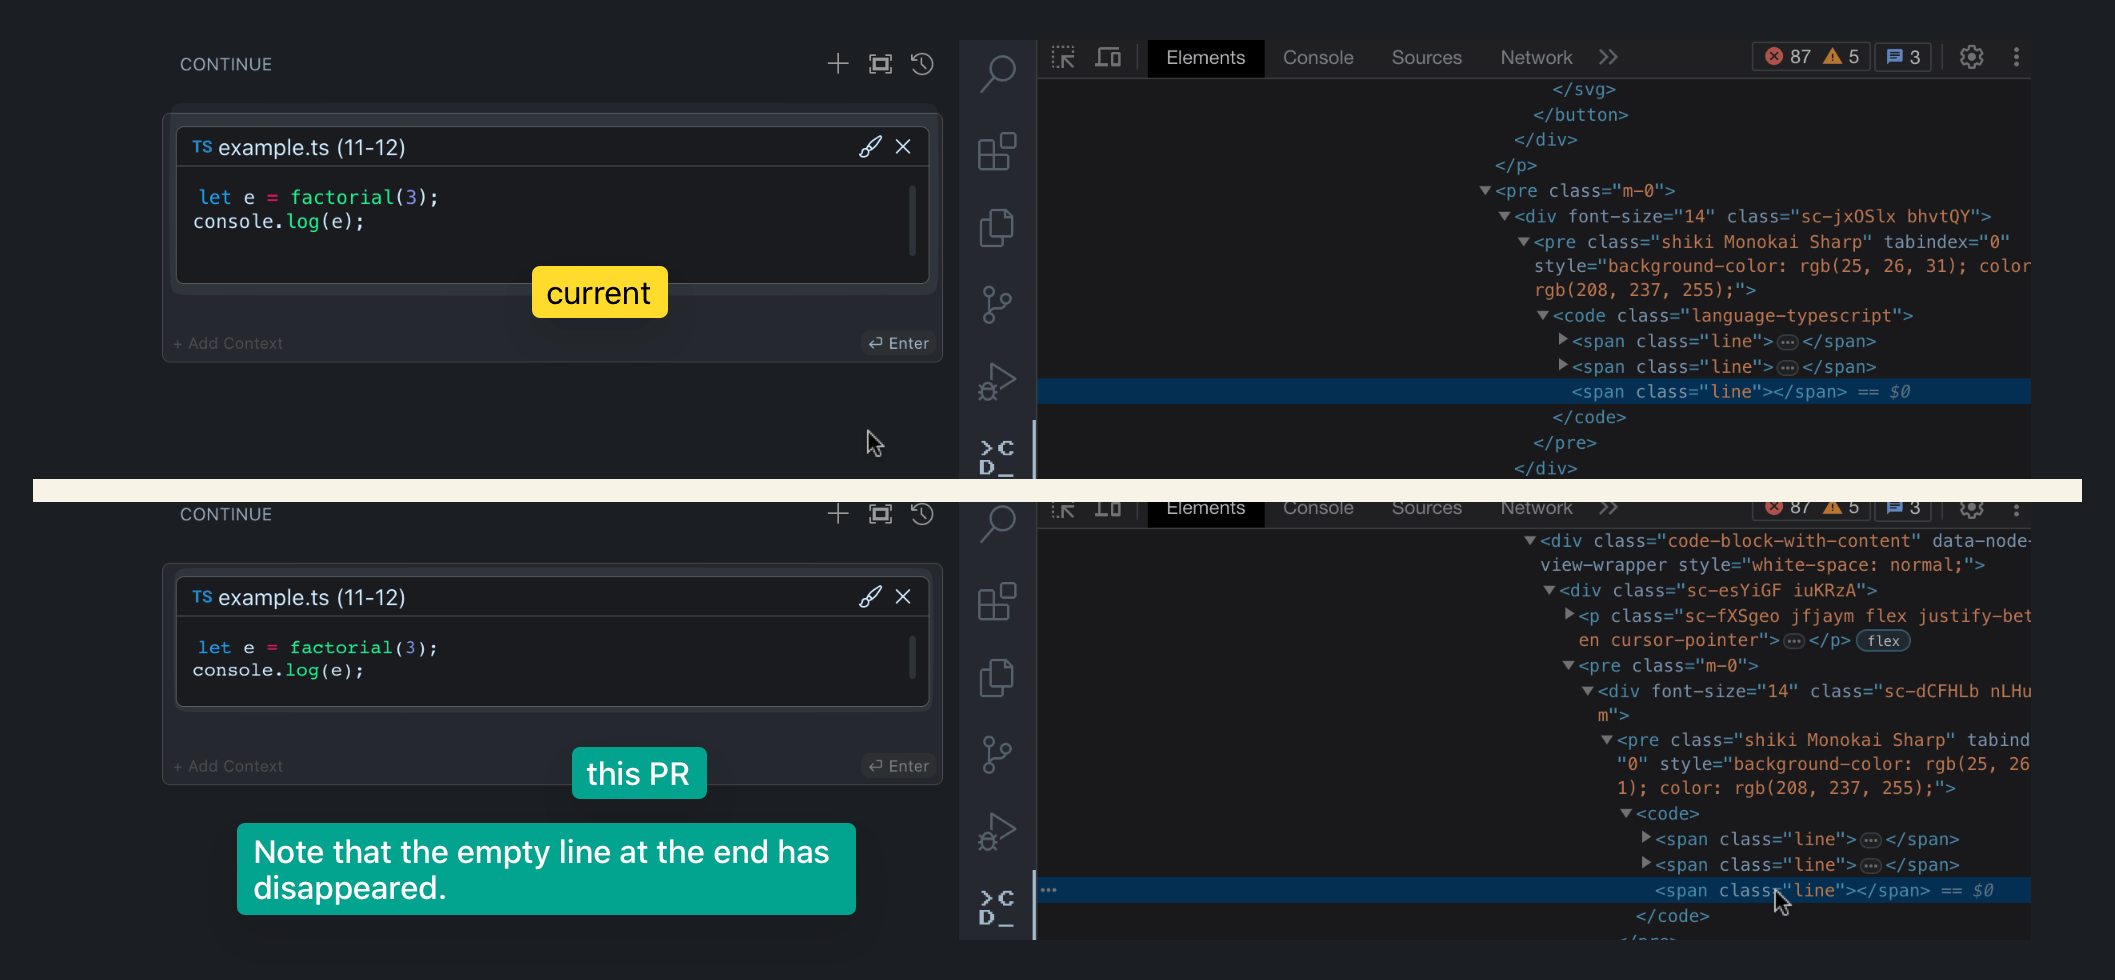 CONTINUE
TS example.ts (11-12)
let e = factorial(3);
console.log(e);
current
+ Add Context
Enter
>C
D_
Elements Console Sources Network 87 5 3
</svg>
</button>
</div>
</p>
<pre class="m-0">
<div font-size="14" class="sc-jxOSlx bhvtQY">
<pre class="shiki Monokai Sharp" tabindex="0"
style="background-color: rgb(25, 26, 31); color
rgb(208, 237, 255);">
<code class="language-typescript">
<span class="line">…</span>
<span class="line">…</span>
<span class="line"></span> == $0
</code>
</pre>
</div>
CONTINUE
TS example.ts (11-12)
let e = factorial(3);
console.log(e);
+ Add Context
Enter
this PR
Note that the empty line at the end has
disappeared.
>C
D_
Elements Console Sources Network 87 5 3
<div class="code-block-with-content" data-node-
view-wrapper style="white-space: normal;">
<div class="sc-esYiGF iuKRzA">
<p class="sc-fXSgeo jfjaym flex justify-bet
en cursor-pointer">…</p> flex
<pre class="m-0">
<div font-size="14" class="sc-dCFHLb nLHu
m">
<pre class="shiki Monokai Sharp" tabind
"0" style="background-color: rgb(25, 26
1); color: rgb(208, 237, 255);">
<code>
<span class="line">…</span>
<span class="line">…</span>
<span class="line"></span> == $0
</code>